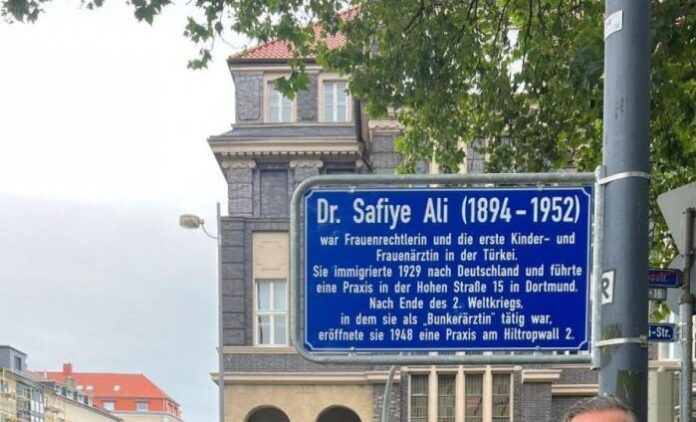 Dr. Safiye Ali (1894-1952)
war Frauenrechtlerin und die erste Kinder- und
Frauenärztin in der Türkei.
Sie immigrierte 1929 nach Deutschland und führte
eine Praxis in der Hohen Straße 15 in Dortmund.
Nach Ende des 2. Weltkriegs,
in dem sie als „Bunkerärztin" tätig war,
eröffnete sie 1948 eine Praxis am Hiltropwall 2.
i-Str.